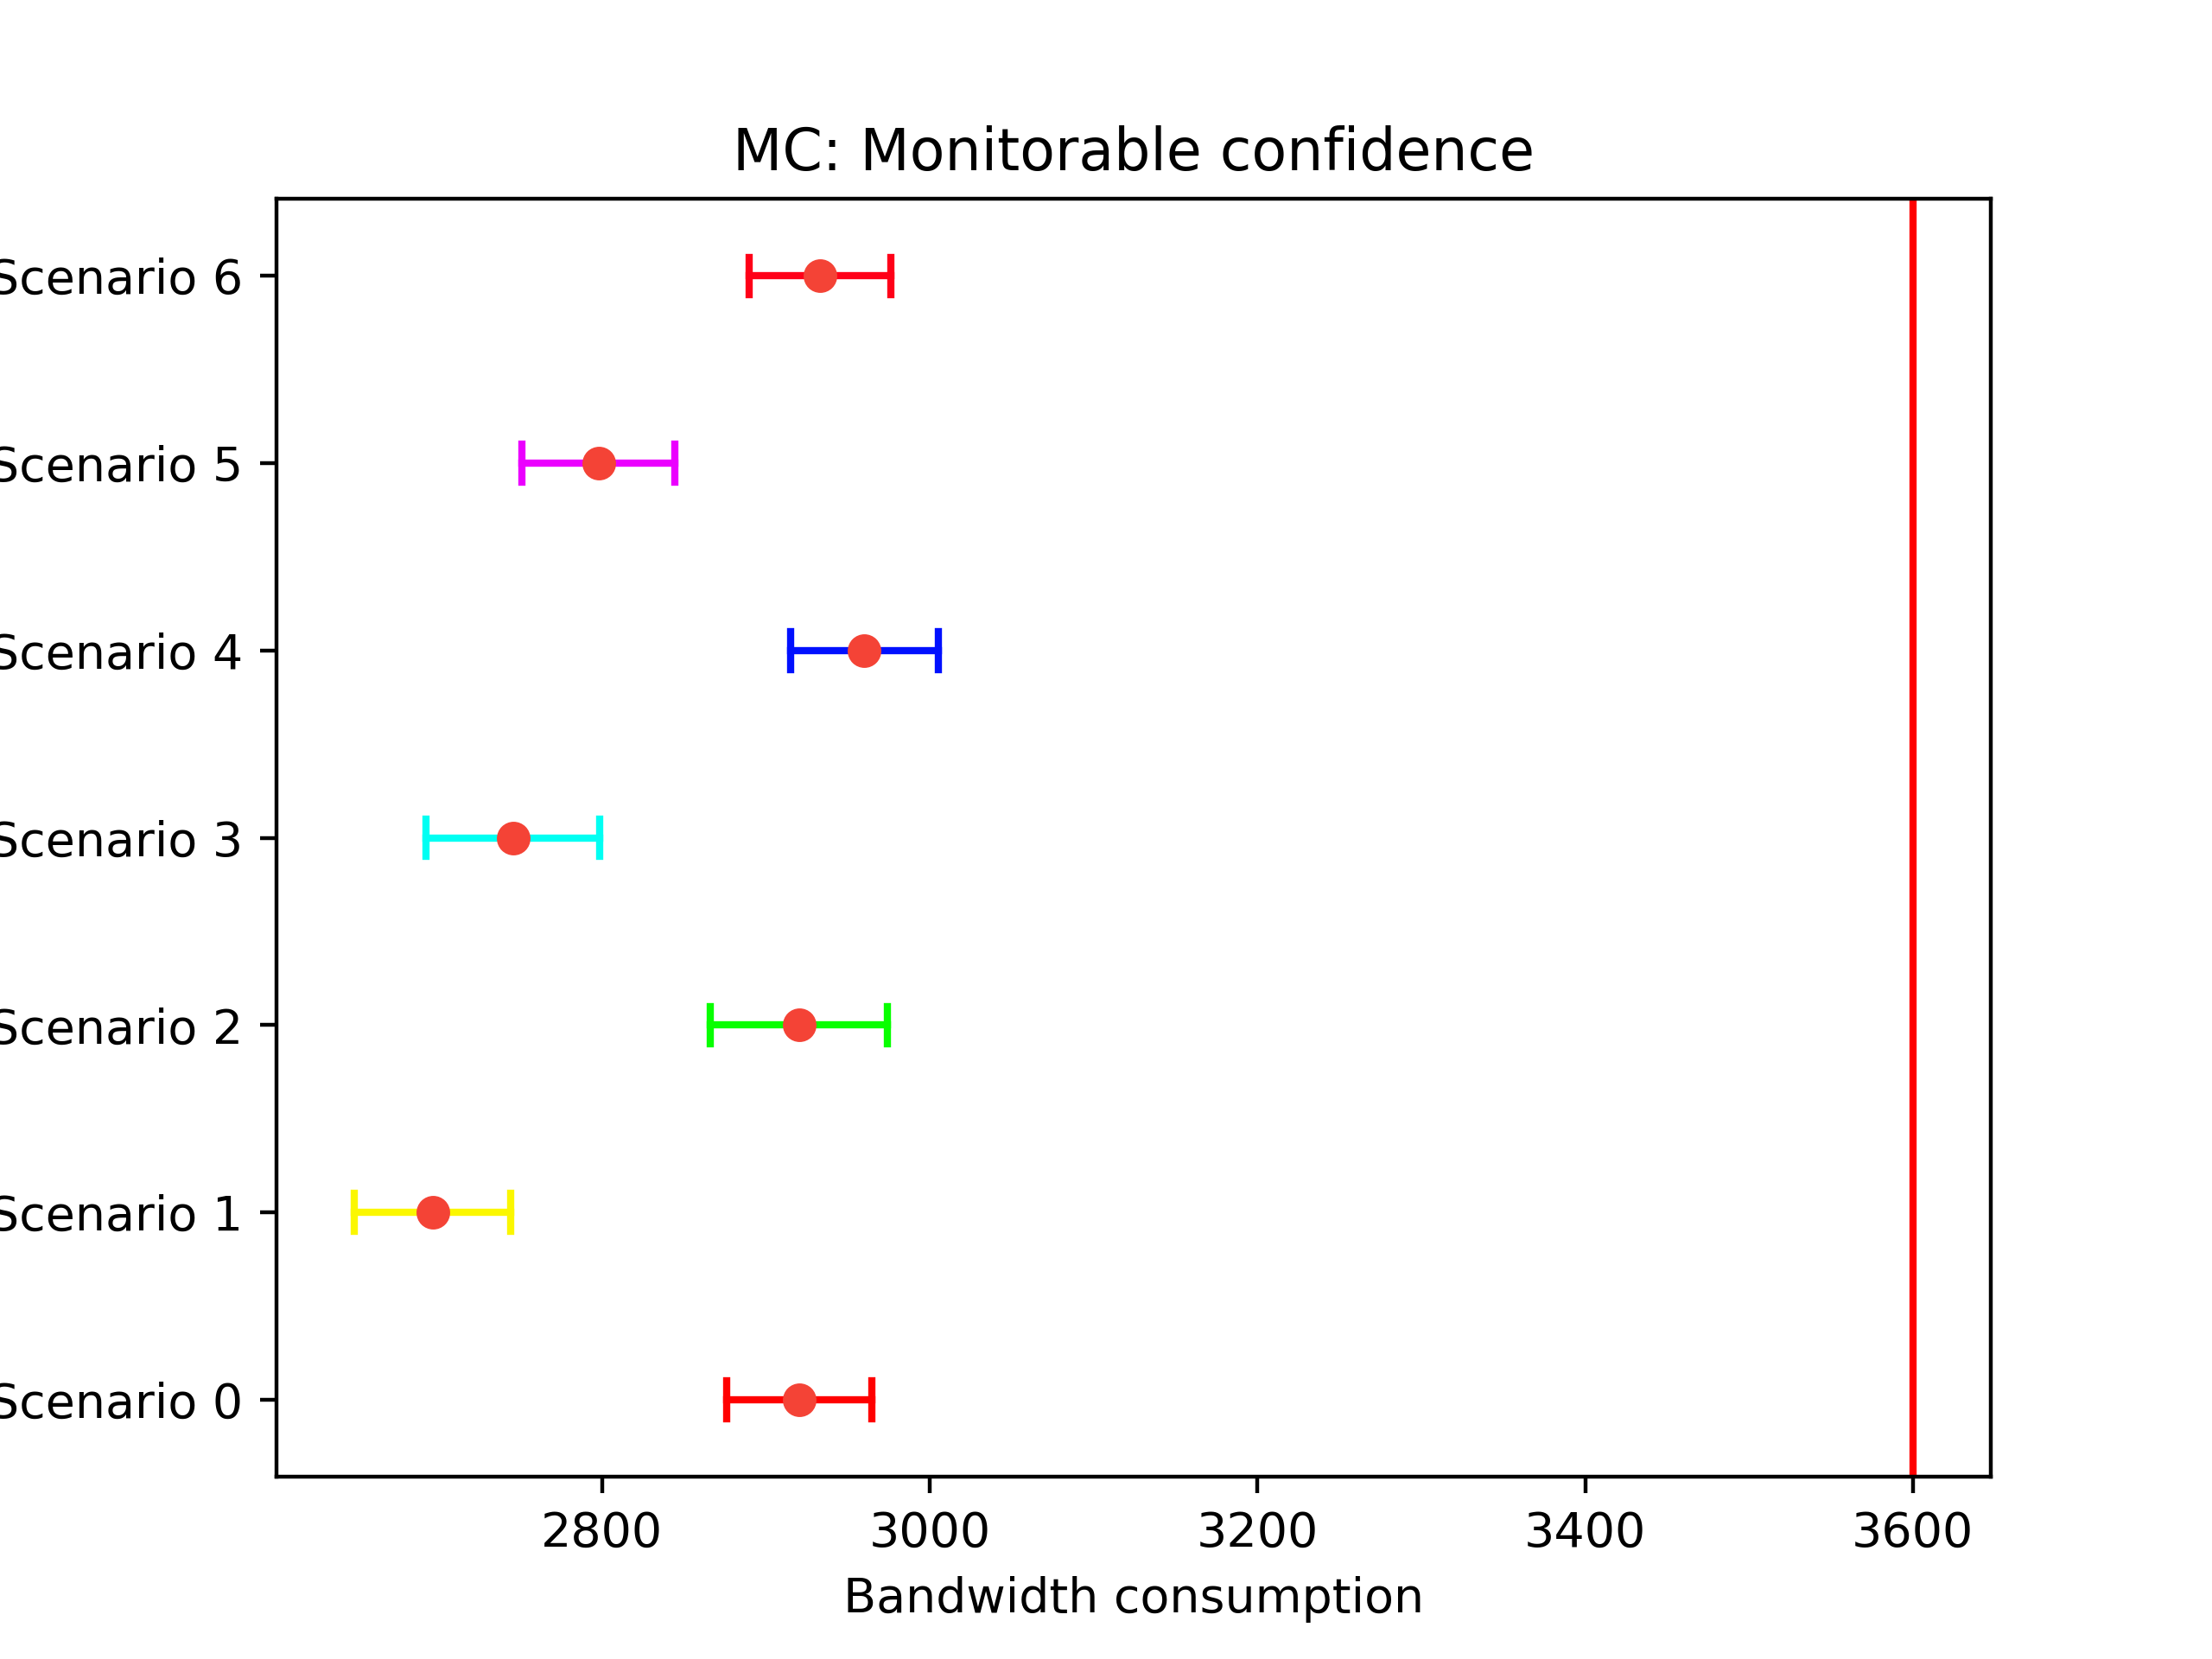 MC: Monitorable confidence
Scenario 6
Scenario 5
Scenario 4
Scenario 3
Scenario 2
Scenario 1
Scenario 0
2800 3000 3200 3400 3600
Bandwidth consumption